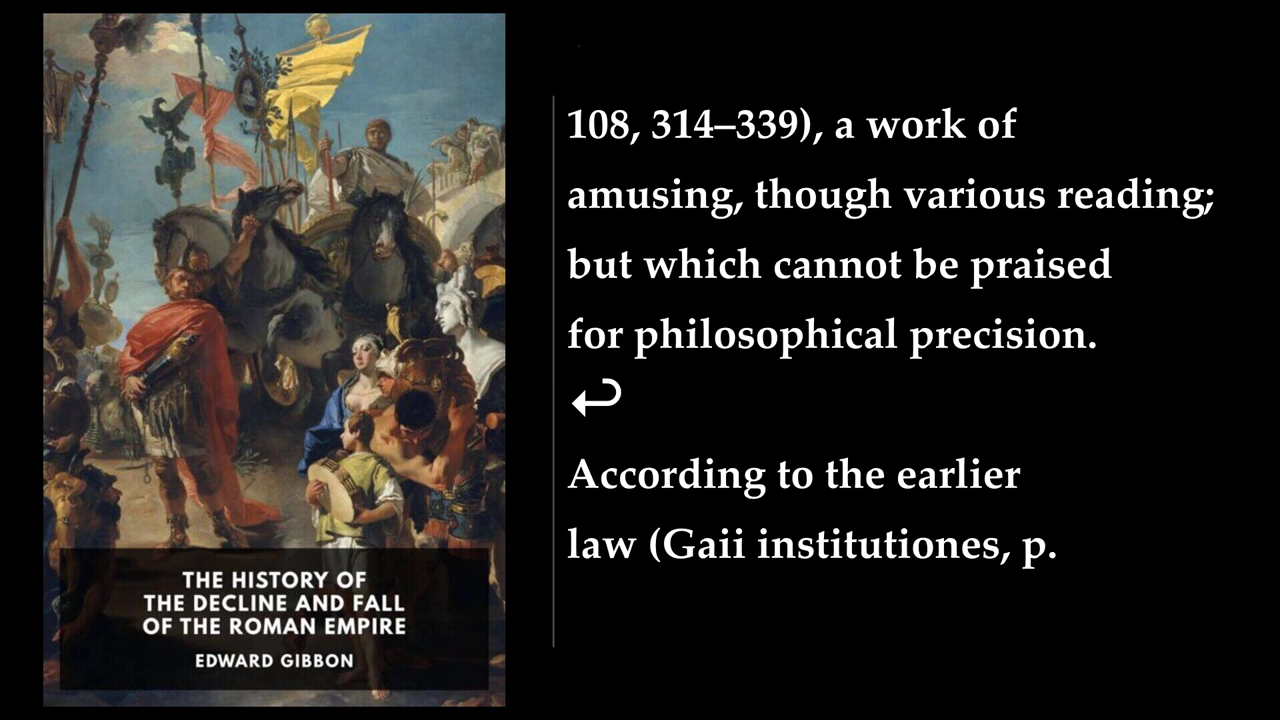 THE HISTORY OF
THE DECLINE AND FALL
OF THE ROMAN EMPIRE
EDWARD GIBBON
108, 314–339), a work of
amusing, though various reading;
but which cannot be praised
for philosophical precision.
↩
According to the earlier
law (Gaii institutiones, p.